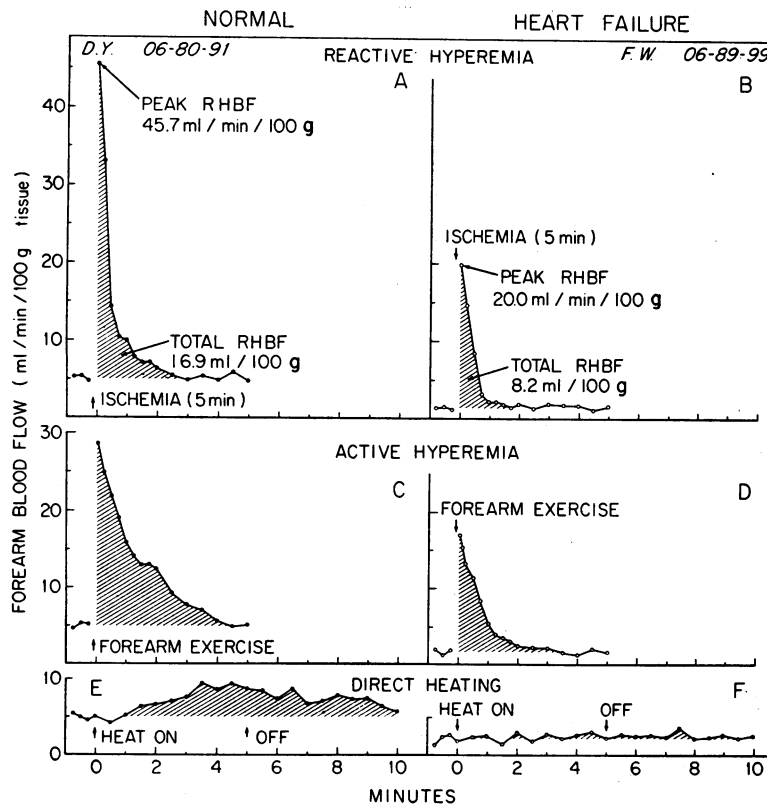 NORMAL
HEART FAILURE
D.Y. 06-80-91
REACTIVE HYPEREMIA
F.W. 06-89-99
A
B
PEAK RHBF
45.7 ml / min / 100 g
TOTAL RHBF
16.9 ml / 100 g
ISCHEMIA (5 min)
ISCHEMIA (5 min)
PEAK RHBF
20.0 ml / min / 100 g
TOTAL RHBF
8.2 ml / 100 g
40
30
20
10
0
ACTIVE HYPEREMIA
C
D
FOREARM EXERCISE
FOREARM EXERCISE
30
20
10
0
DIRECT HEATING
E
F
HEAT ON
OFF
HEAT ON
OFF
10
5
0
0 2 4 6 8 10
0 2 4 6 8 10
MINUTES
FOREARM BLOOD FLOW (ml / min / 100 g tissue)